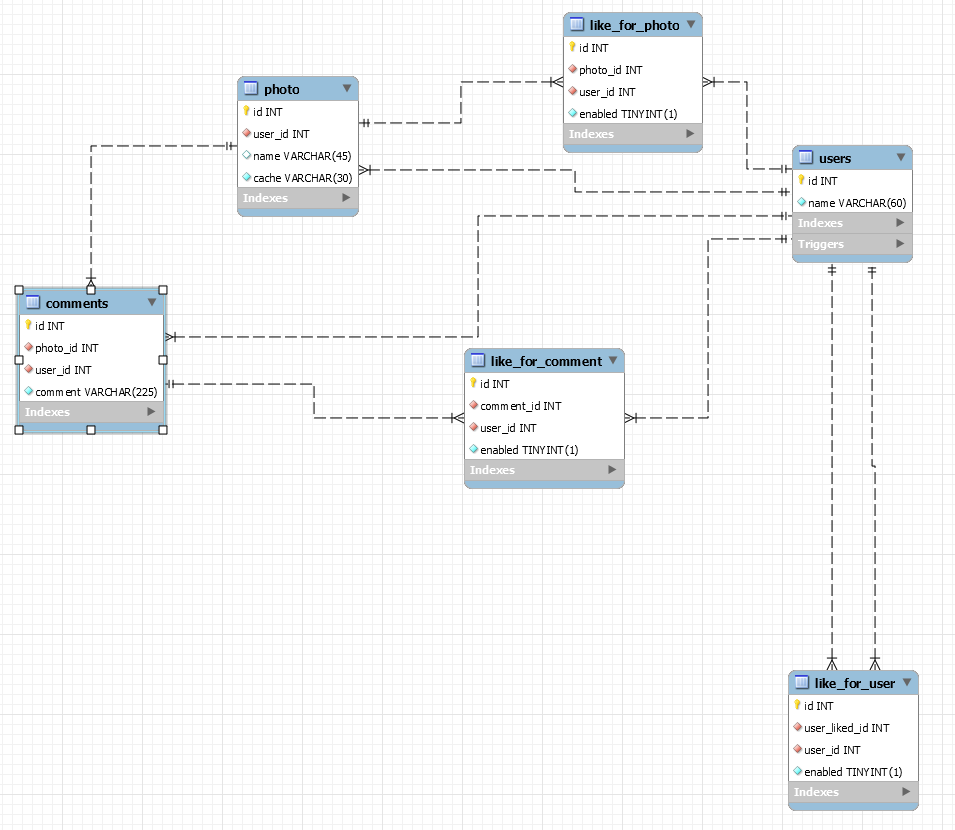 like_for_photo
id INT
photo_id INT
user_id INT
enabled TINYINT(1)
Indexes
photo
id INT
user_id INT
name VARCHAR(45)
cache VARCHAR(30)
Indexes
users
id INT
name VARCHAR(60)
Indexes
Triggers
comments
id INT
photo_id INT
user_id INT
comment VARCHAR(225)
Indexes
like_for_comment
id INT
comment_id INT
user_id INT
enabled TINYINT(1)
Indexes
like_for_user
id INT
user_liked_id INT
user_id INT
enabled TINYINT(1)
Indexes